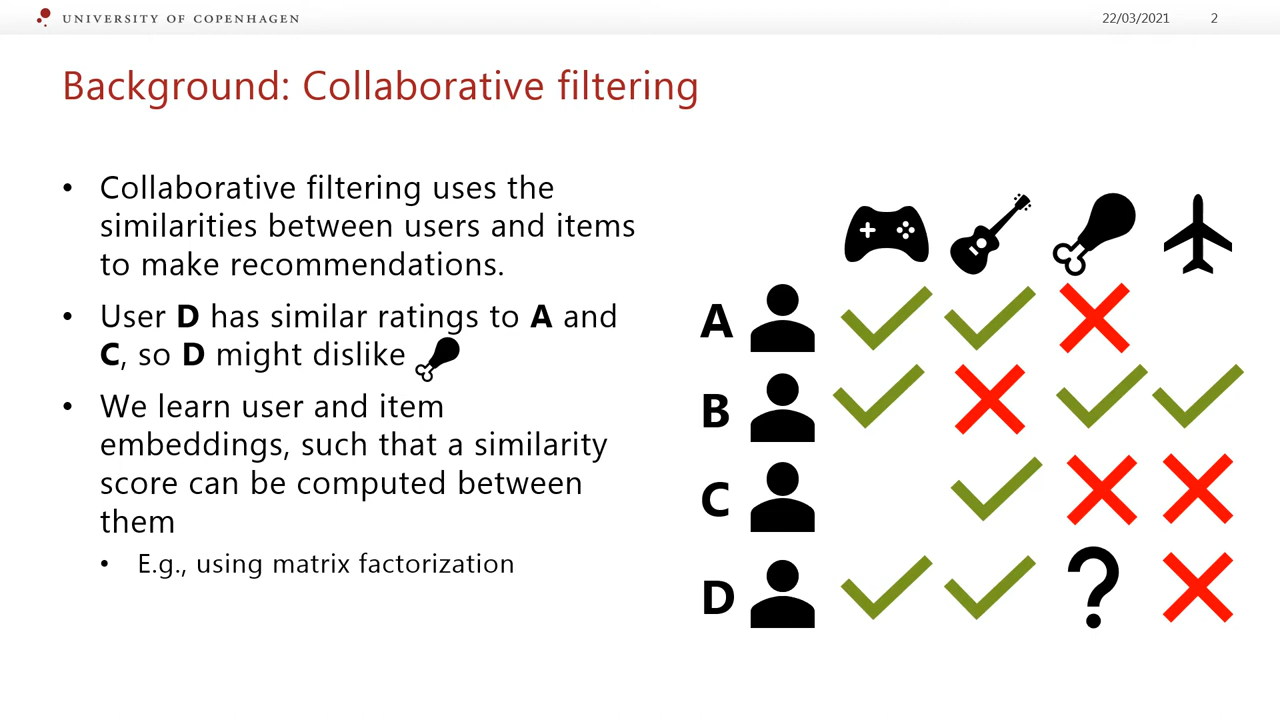 UNIVERSITY OF COPENHAGEN
22/03/2021
2
Background: Collaborative filtering
• Collaborative filtering uses the
similarities between users and items
to make recommendations.
• User D has similar ratings to A and
C, so D might dislike
• We learn user and item
embeddings, such that a similarity
score can be computed between
them
• E.g., using matrix factorization
A
B
C
D
?